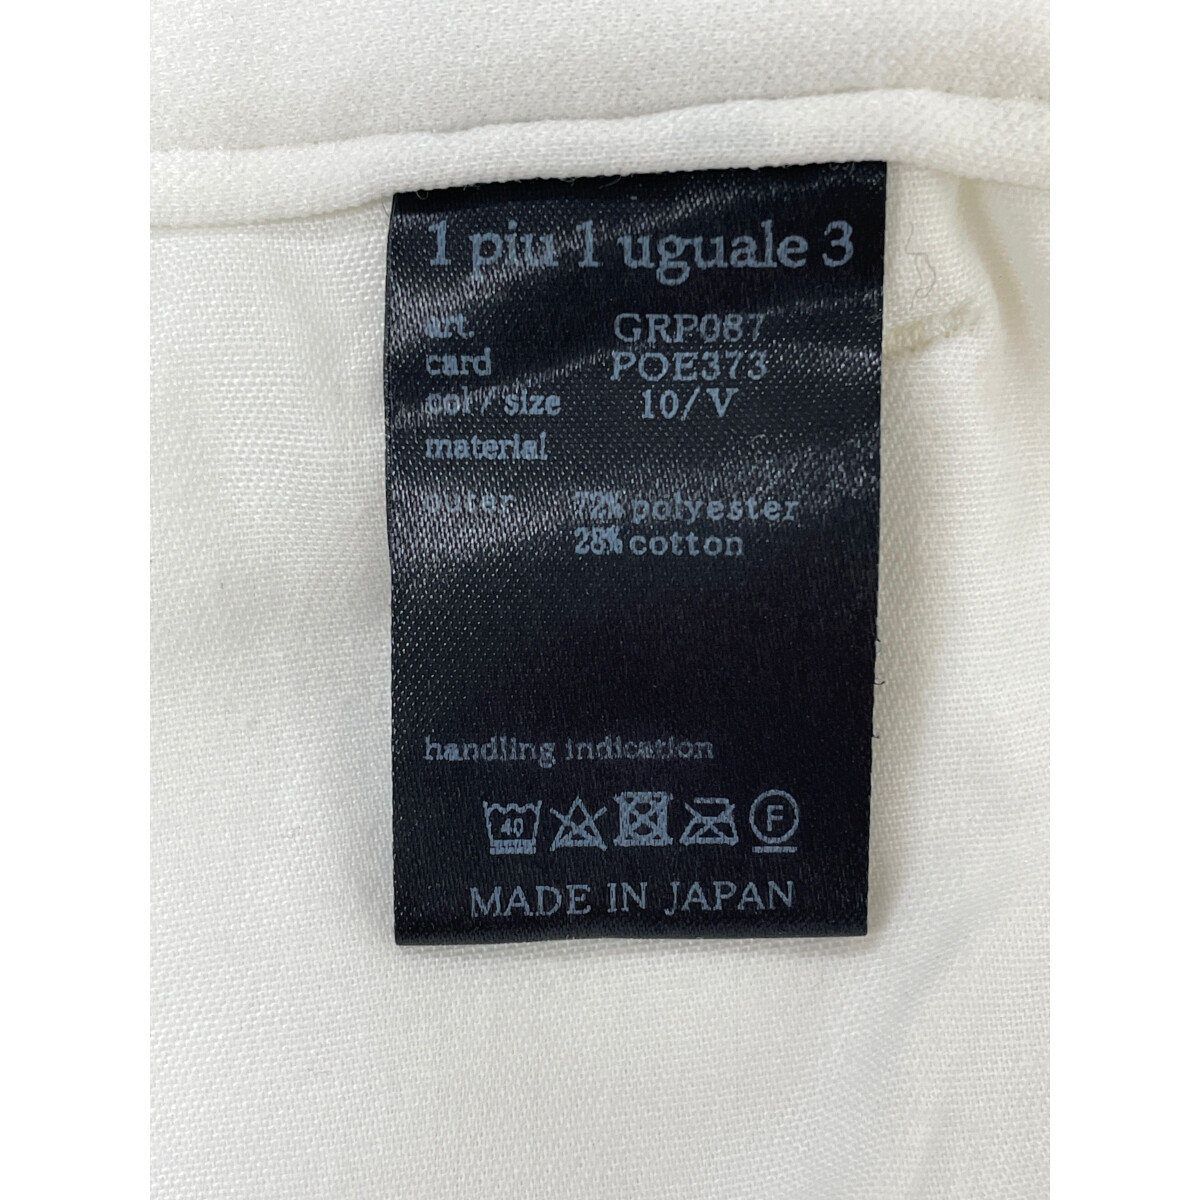 1 piu 1 uguale 3
art. GRP087
card POE373
col / size 10/V
material
outer 72% polyester
28% cotton
handling indication
40 F
MADE IN JAPAN